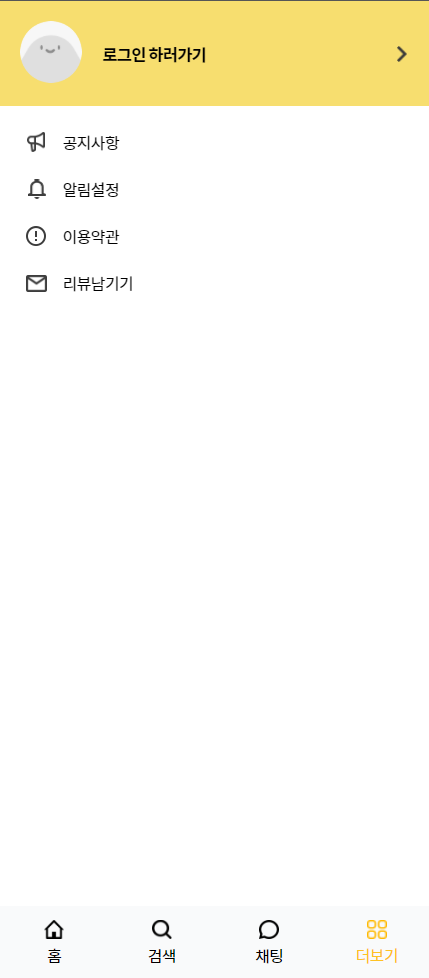 로그인 하러가기
공지사항
알림설정
이용약관
리뷰남기기
홈 검색 채팅 더보기